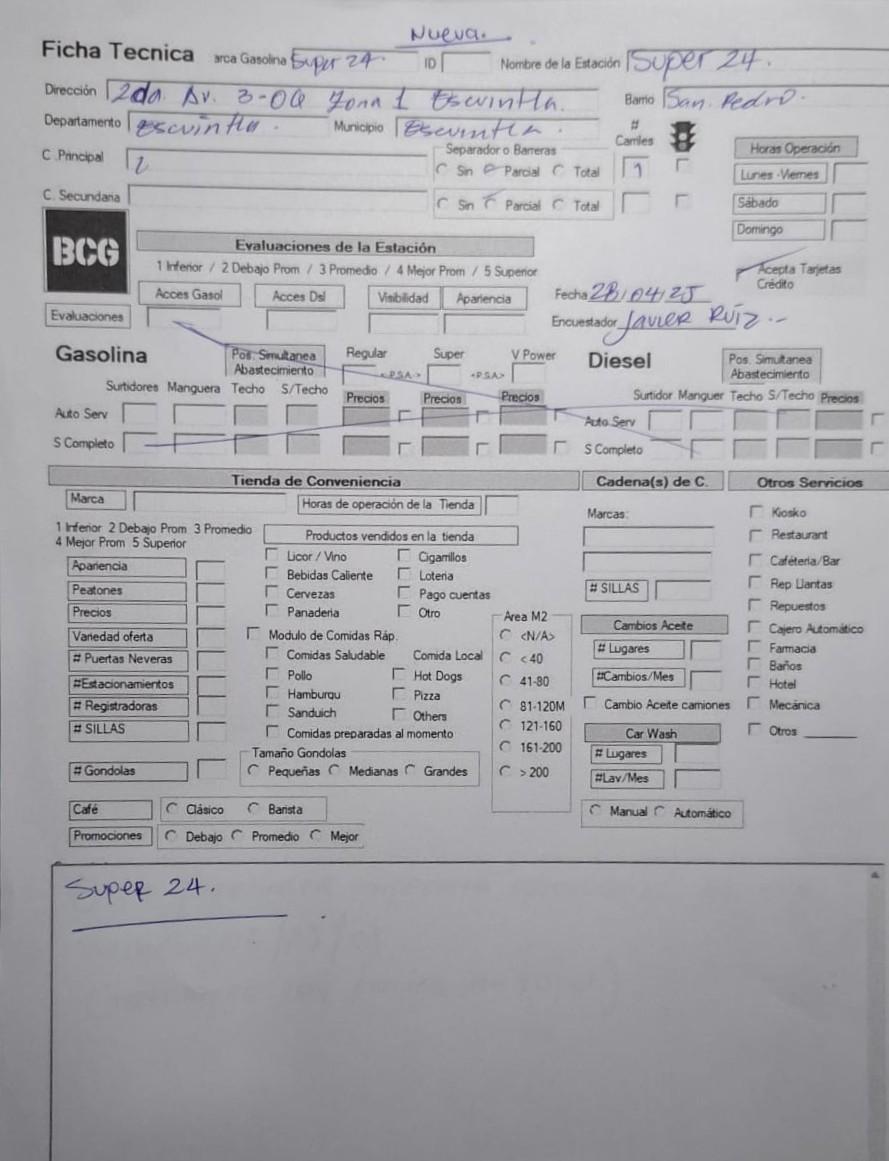 Nueva.
Ficha Tecnica arca Gasolina Super 24. ID Nombre de la Estación Super 24.
Dirección 2da. Av. 3-00 Zona 1 Escuintla. Barrio San. Pedro.
Departamento Escuintla. Municipio Escuintla. # Carriles
C .Principal Separador o Barreras Sin Parcial Total 1 Horas Operación
Lunes -Viernes
C. Secundaria Sin Parcial Total Sábado
Domingo
BCG Evaluaciones de la Estación
1 Inferior / 2 Debajo Prom / 3 Promedio / 4 Mejor Prom / 5 Superior Acepta Tarjetas Crédito
Acces Gasol Acces Dsl Visibilidad Apariencia Fecha 28/04/25
Evaluaciones Encuestador Javier Ruíz.-
Gasolina Pos. Simultanea Abastecimiento Regular <P.S.A-> Super <P.S.A> V Power Diesel Pos. Simultanea Abastecimiento
Surtidores Manguera Techo S/Techo Precios Precios Precios Surtidor Manguer Techo S/Techo Precios
Auto Serv Auto Serv
S Completo S Completo
Tienda de Conveniencia Cadena(s) de C. Otros Servicios
Marca Horas de operación de la Tienda Marcas: Kiosko
1 Inferior 2 Debajo Prom 3 Promedio Productos vendidos en la tienda Restaurant
4 Mejor Prom 5 Superior
Apariencia Licor / Vino Cigarrillos Caféteria/Bar
Peatones Bebidas Caliente Loteria # SILLAS Rep Llantas
Precios Cervezas Pago cuentas Repuestos
Panaderia Otro Area M2
Variedad oferta Modulo de Comidas Ráp. <N/A> Cambios Aceite Cajero Automático
# Puertas Neveras Comidas Saludable Comida Local < 40 # Lugares Farmacia
Baños
#Estacionamientos Pollo Hot Dogs 41-80 #Cambios/Mes Hotel
# Registradoras Hamburqu Pizza 81-120M Cambio Aceite camiones Mecánica
# SILLAS Sanduich Others 121-160 Car Wash Otros
Comidas preparadas al momento
Tamaño Gondolas 161-200 # Lugares
# Gondolas Pequeñas Medianas Grandes > 200 #Lav/Mes
Café Clásico Barista Manual Automático
Promociones Debajo Promedio Mejor
Super 24.